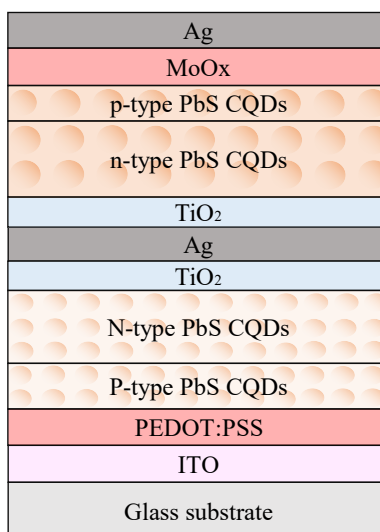 Ag
MoOx
p-type PbS CQDs
n-type PbS CQDs
TiO₂
Ag
TiO₂
N-type PbS CQDs
P-type PbS CQDs
PEDOT:PSS
ITO
Glass substrate